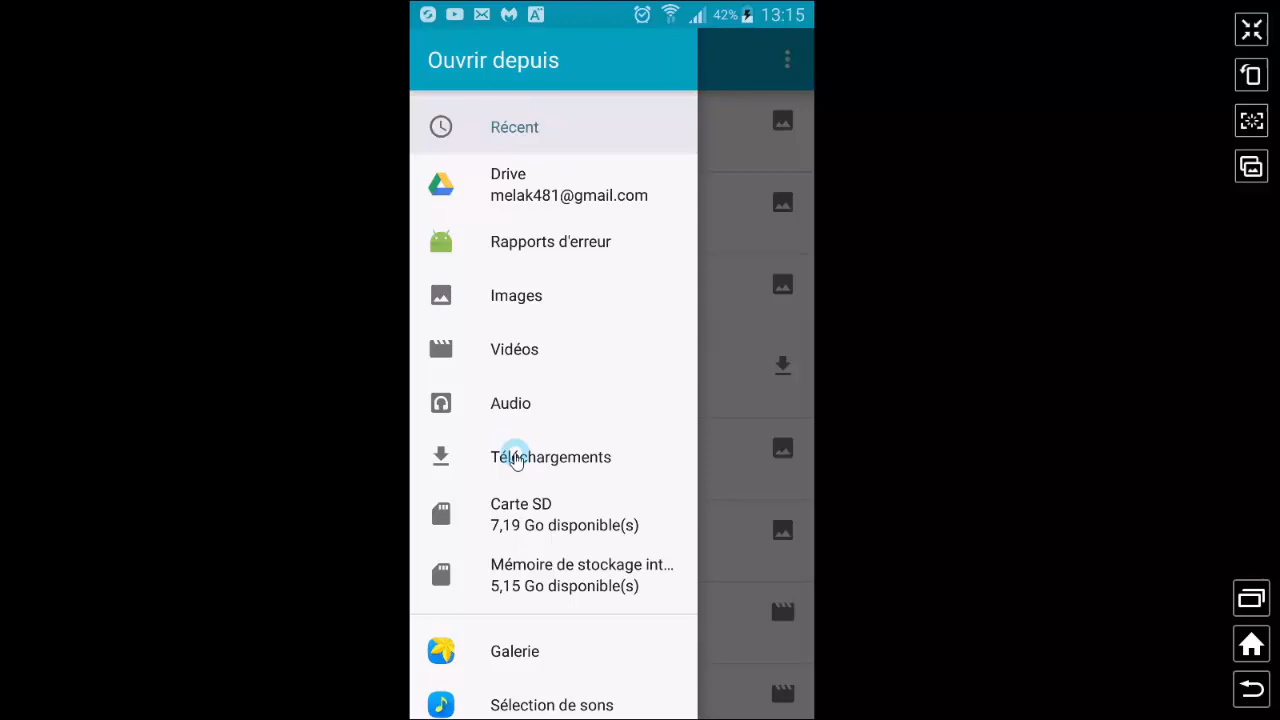 42% 13:15
Ouvrir depuis
Récent
Drive
melak481@gmail.com
Rapports d'erreur
Images
Vidéos
Audio
Téléchargements
Carte SD
7,19 Go disponible(s)
Mémoire de stockage int...
5,15 Go disponible(s)
Galerie
Sélection de sons